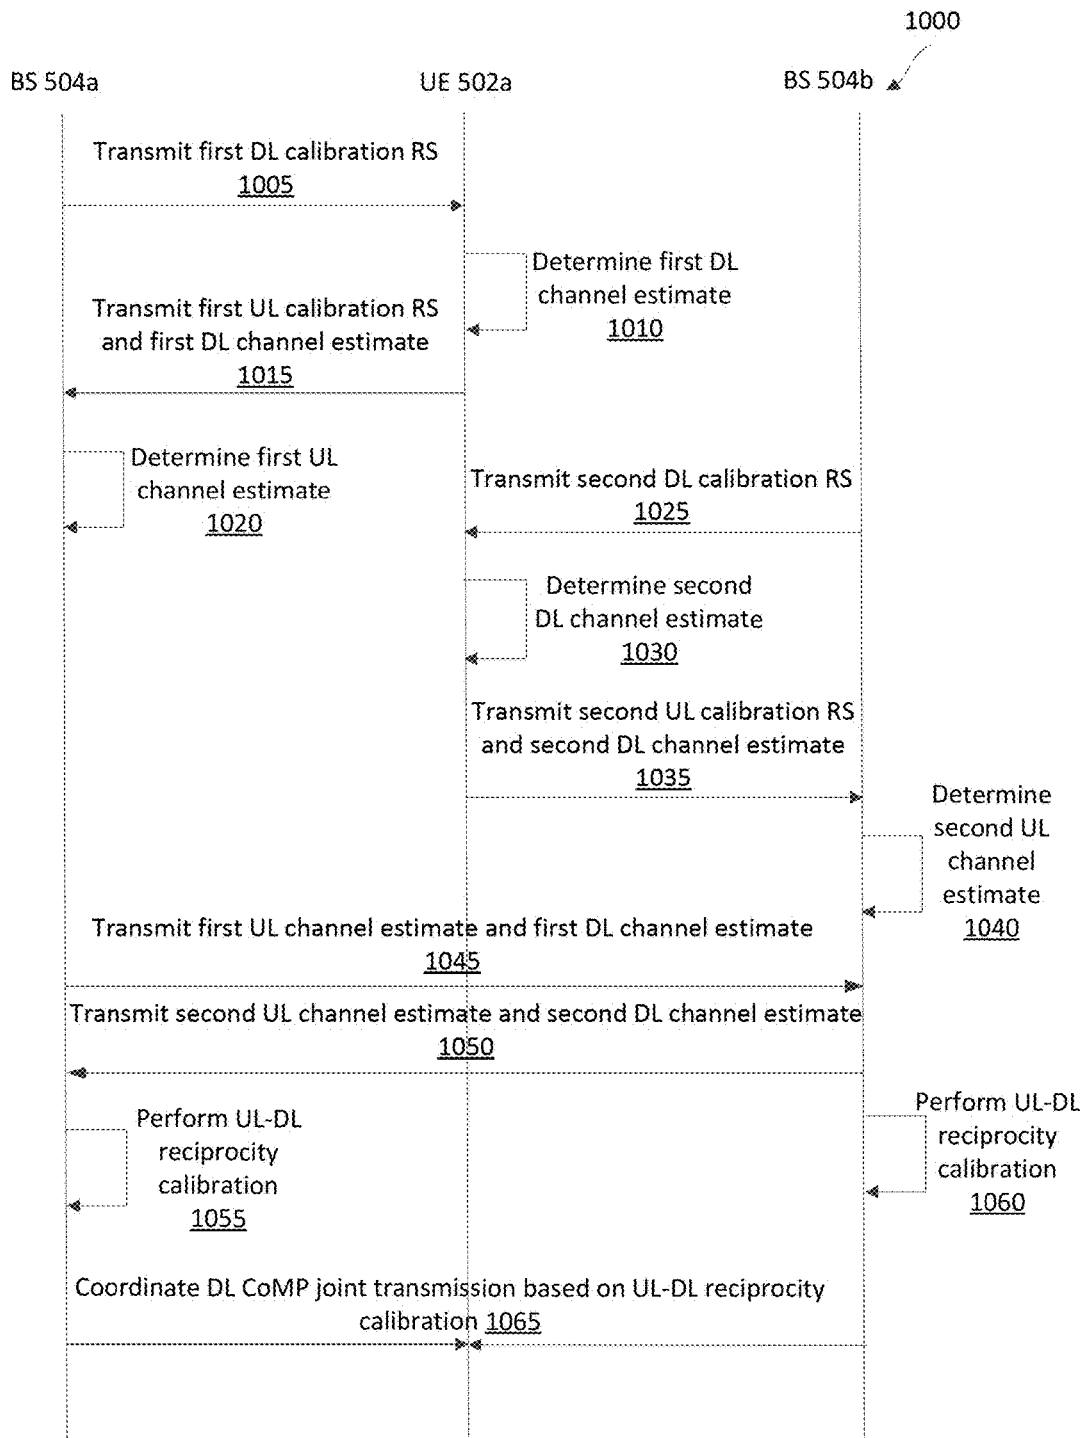 1000
BS 504a
UE 502a
BS 504b
Transmit first DL calibration RS
1005
Determine first DL
channel estimate
1010
Transmit first UL calibration RS
and first DL channel estimate
1015
Determine first UL
channel estimate
1020
Transmit second DL calibration RS
1025
Determine second
DL channel estimate
1030
Transmit second UL calibration RS
and second DL channel estimate
1035
Determine
second UL
channel
estimate
1040
Transmit first UL channel estimate and first DL channel estimate
1045
Transmit second UL channel estimate and second DL channel estimate
1050
Perform UL-DL
reciprocity
calibration
1055
Perform UL-DL
reciprocity
calibration
1060
Coordinate DL CoMP joint transmission based on UL-DL reciprocity
calibration 1065